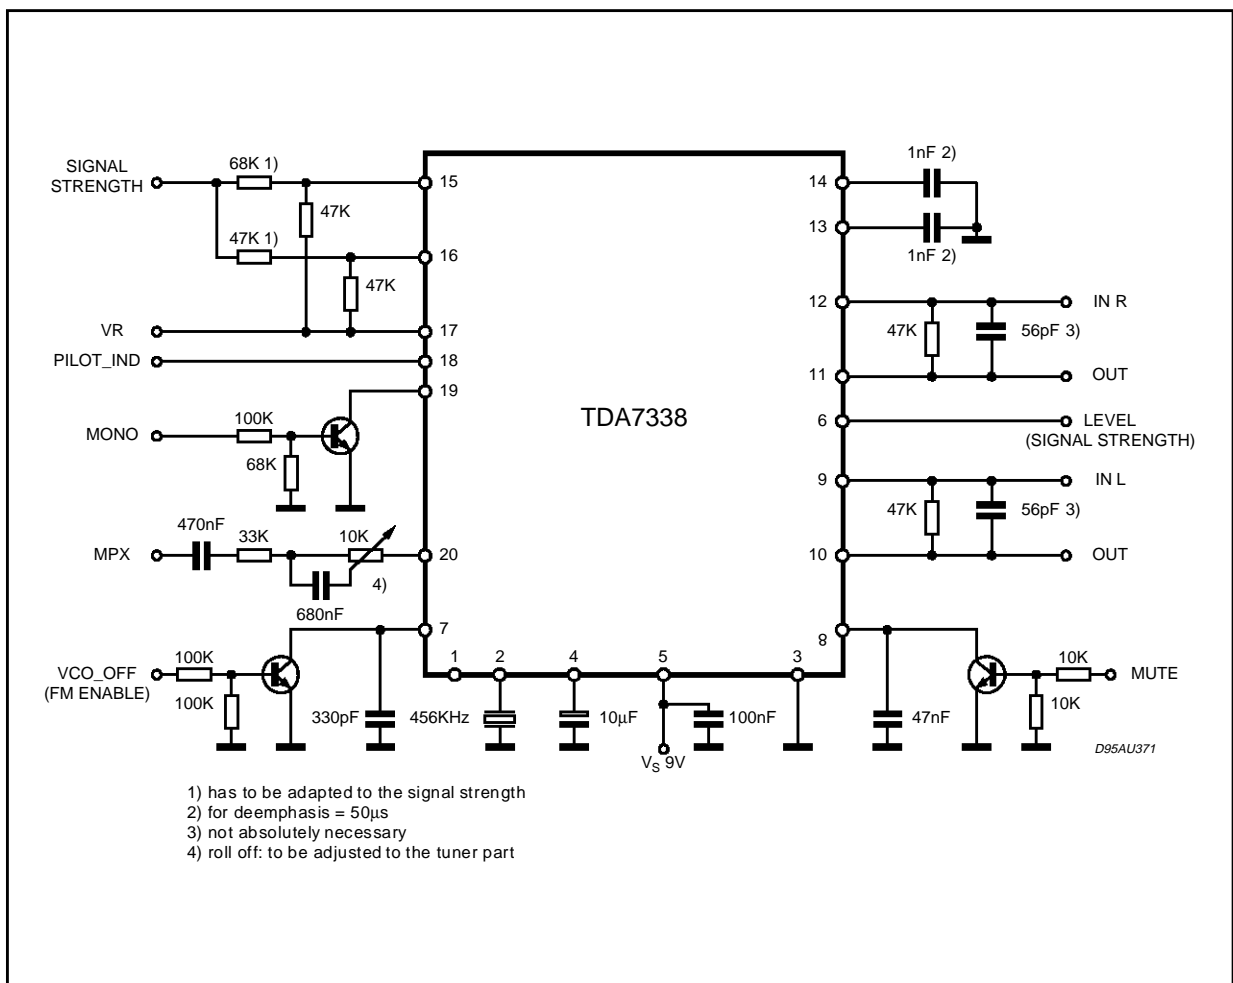 SIGNAL
STRENGTH
68K 1)
15
47K
47K 1)
16
47K
VR
17
PILOT_IND
18
19
MONO
100K
68K
470nF
MPX
33K
10K
20
4)
680nF
7
VCO_OFF
(FM ENABLE)
100K
100K
330pF
TDA7338
1
2
4
5
3
456KHz
10µF
100nF
VS 9V
1nF 2)
14
13
1nF 2)
12
IN R
47K
56pF 3)
11
OUT
6
LEVEL
(SIGNAL STRENGTH)
9
IN L
47K
56pF 3)
10
OUT
8
10K
MUTE
47nF
10K
D95AU371
1) has to be adapted to the signal strength
2) for deemphasis = 50µs
3) not absolutely necessary
4) roll off: to be adjusted to the tuner part